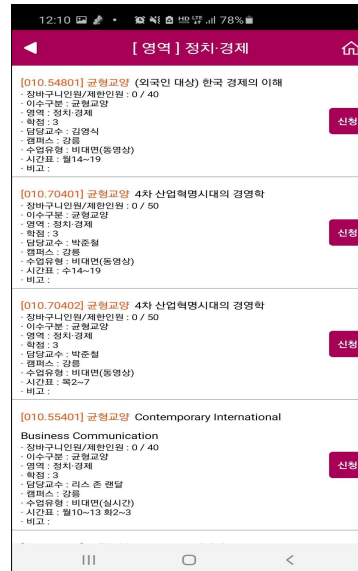 12:10 78%
[ 영역 ] 정치·경제
[010.54801] 균형교양 (외국인 대상) 한국 경제의 이해
· 장바구니인원/제한인원 : 0 / 40
· 이수구분 : 균형교양
· 영역 : 정치·경제
· 학점 : 3
· 담당교수 : 김영식
· 캠퍼스 : 강릉
· 수업유형 : 비대면(동영상)
· 시간표 : 월14~19
· 비고 :
신청
[010.70401] 균형교양 4차 산업혁명시대의 경영학
· 장바구니인원/제한인원 : 0 / 50
· 이수구분 : 균형교양
· 영역 : 정치·경제
· 학점 : 3
· 담당교수 : 박준철
· 캠퍼스 : 강릉
· 수업유형 : 비대면(동영상)
· 시간표 : 수14~19
· 비고 :
신청
[010.70402] 균형교양 4차 산업혁명시대의 경영학
· 장바구니인원/제한인원 : 0 / 50
· 이수구분 : 균형교양
· 영역 : 정치·경제
· 학점 : 3
· 담당교수 : 박준철
· 캠퍼스 : 강릉
· 수업유형 : 비대면(동영상)
· 시간표 : 목2~7
· 비고 :
신청
[010.55401] 균형교양 Contemporary International
Business Communication
· 장바구니인원/제한인원 : 0 / 40
· 이수구분 : 균형교양
· 영역 : 정치·경제
· 학점 : 3
· 담당교수 : 리스 존 랜달
· 캠퍼스 : 강릉
· 수업유형 : 비대면(실시간)
· 시간표 : 월10~13 화2~3
· 비고 :
신청